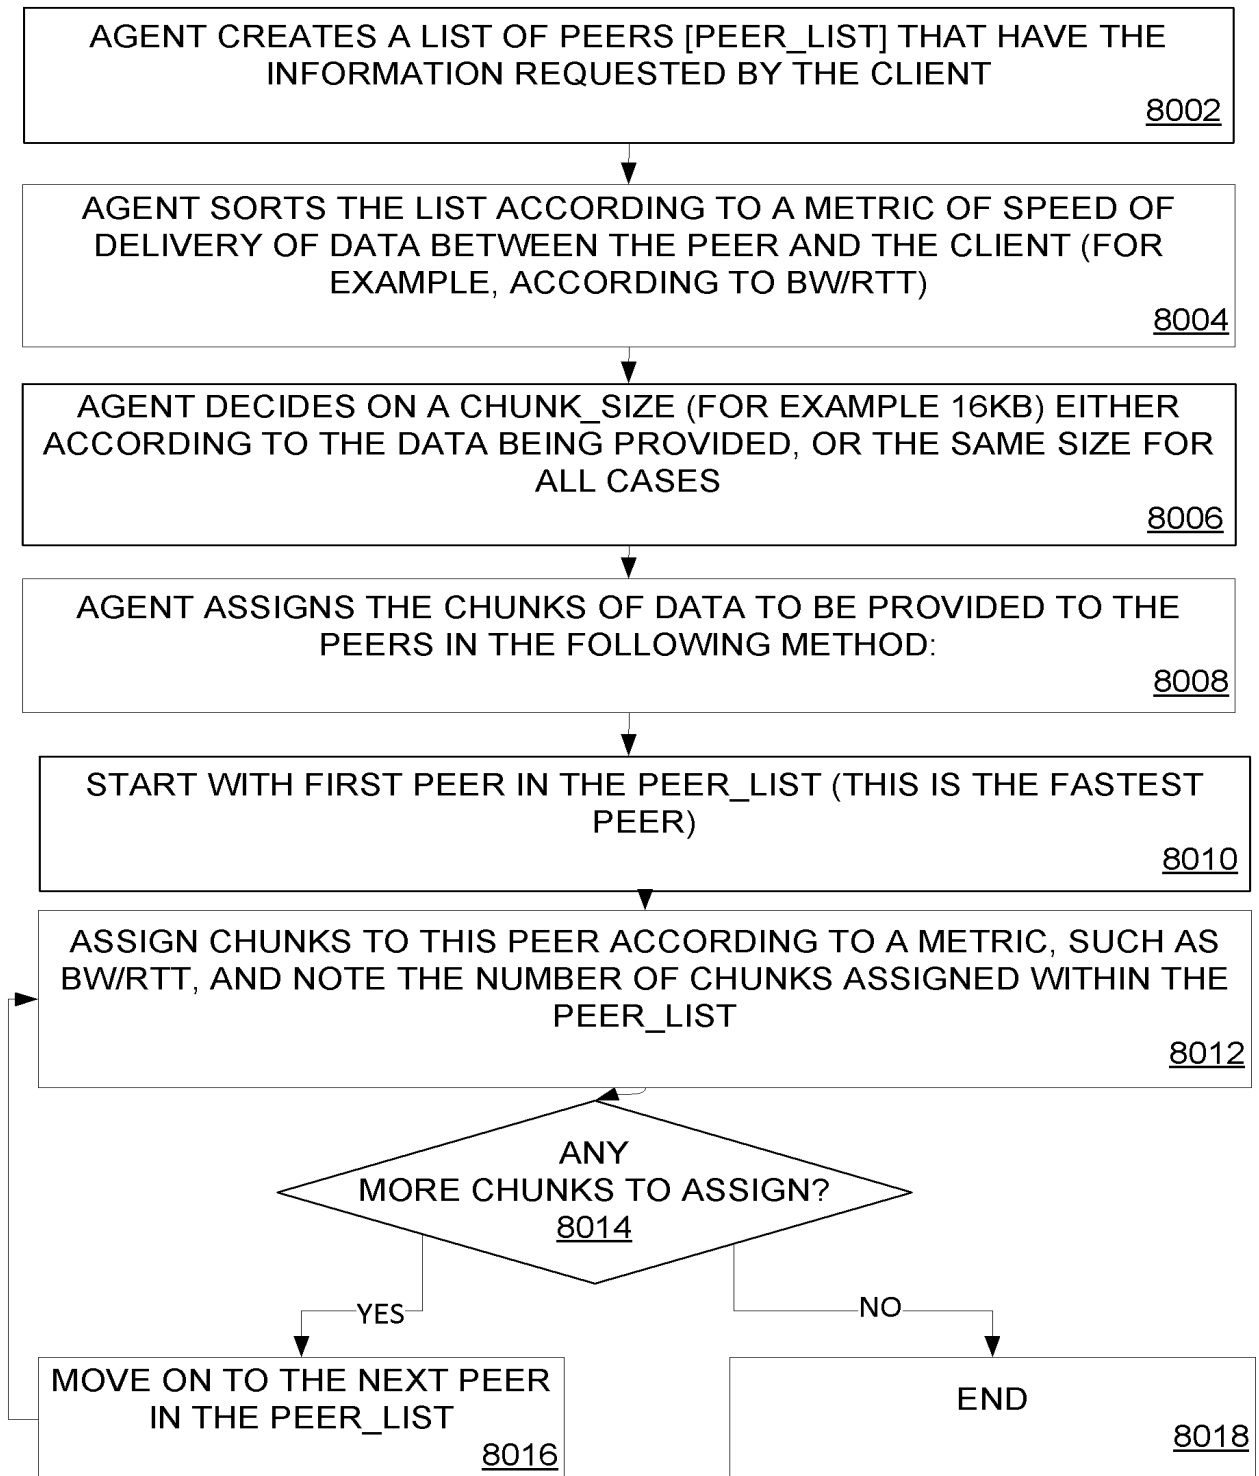 AGENT CREATES A LIST OF PEERS [PEER_LIST] THAT HAVE THE
INFORMATION REQUESTED BY THE CLIENT
8002
AGENT SORTS THE LIST ACCORDING TO A METRIC OF SPEED OF
DELIVERY OF DATA BETWEEN THE PEER AND THE CLIENT (FOR
EXAMPLE, ACCORDING TO BW/RTT)
8004
AGENT DECIDES ON A CHUNK_SIZE (FOR EXAMPLE 16KB) EITHER
ACCORDING TO THE DATA BEING PROVIDED, OR THE SAME SIZE FOR
ALL CASES
8006
AGENT ASSIGNS THE CHUNKS OF DATA TO BE PROVIDED TO THE
PEERS IN THE FOLLOWING METHOD:
8008
START WITH FIRST PEER IN THE PEER_LIST (THIS IS THE FASTEST
PEER)
8010
ASSIGN CHUNKS TO THIS PEER ACCORDING TO A METRIC, SUCH AS
BW/RTT, AND NOTE THE NUMBER OF CHUNKS ASSIGNED WITHIN THE
PEER_LIST
8012
ANY
MORE CHUNKS TO ASSIGN?
8014
YES
NO
MOVE ON TO THE NEXT PEER
IN THE PEER_LIST
8016
END
8018